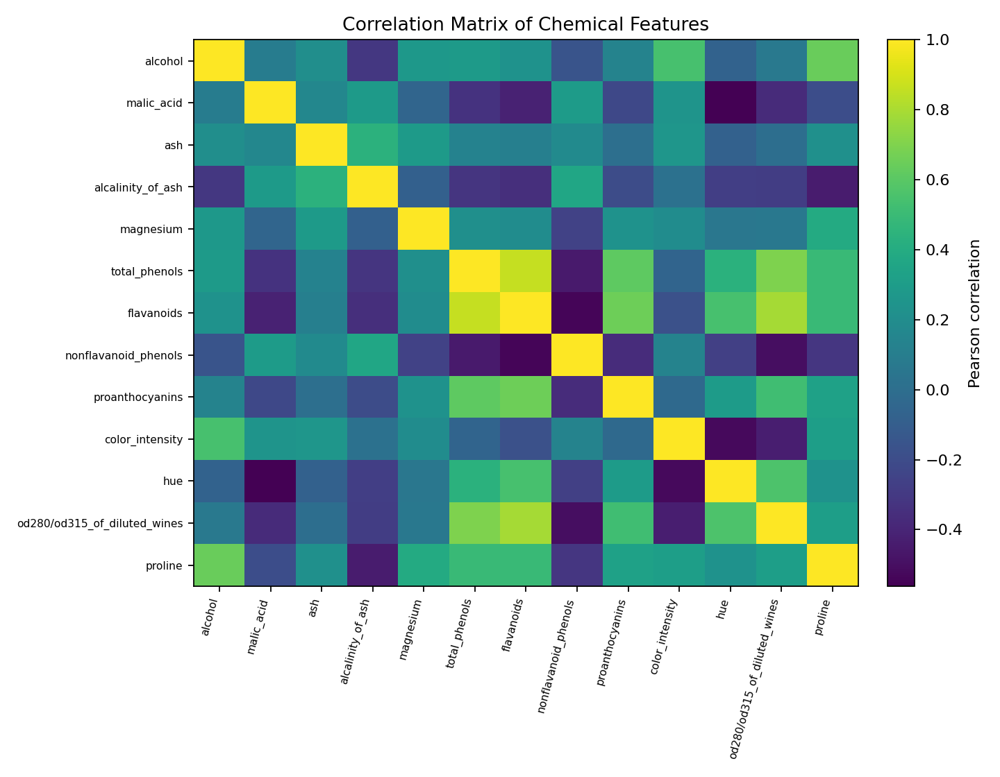 Correlation Matrix of Chemical Features
alcohol
malic_acid
ash
alcalinity_of_ash
magnesium
total_phenols
flavanoids
nonflavanoid_phenols
proanthocyanins
color_intensity
hue
od280/od315_of_diluted_wines
proline
alcohol
malic_acid
ash
alcalinity_of_ash
magnesium
total_phenols
flavanoids
nonflavanoid_phenols
proanthocyanins
color_intensity
hue
od280/od315_of_diluted_wines
proline
1.0
0.8
0.6
0.4
0.2
0.0
−0.2
−0.4
Pearson correlation